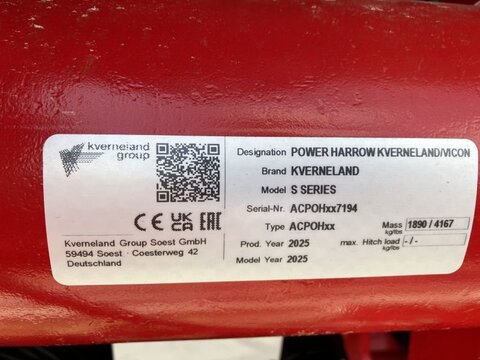 kverneland
group
CE UKCA EAC
Kverneland Group Soest GmbH
59494 Soest · Coesterweg 42
Deutschland
Designation POWER HARROW KVERNELAND/VICON
Brand KVERNELAND
Model S SERIES
Serial-Nr. ACPOHxx7194
Type ACPOHxx Mass kg/lbs 1890 / 4167
Prod. Year 2025 max. Hitch load kg/lbs - / -
Model Year 2025